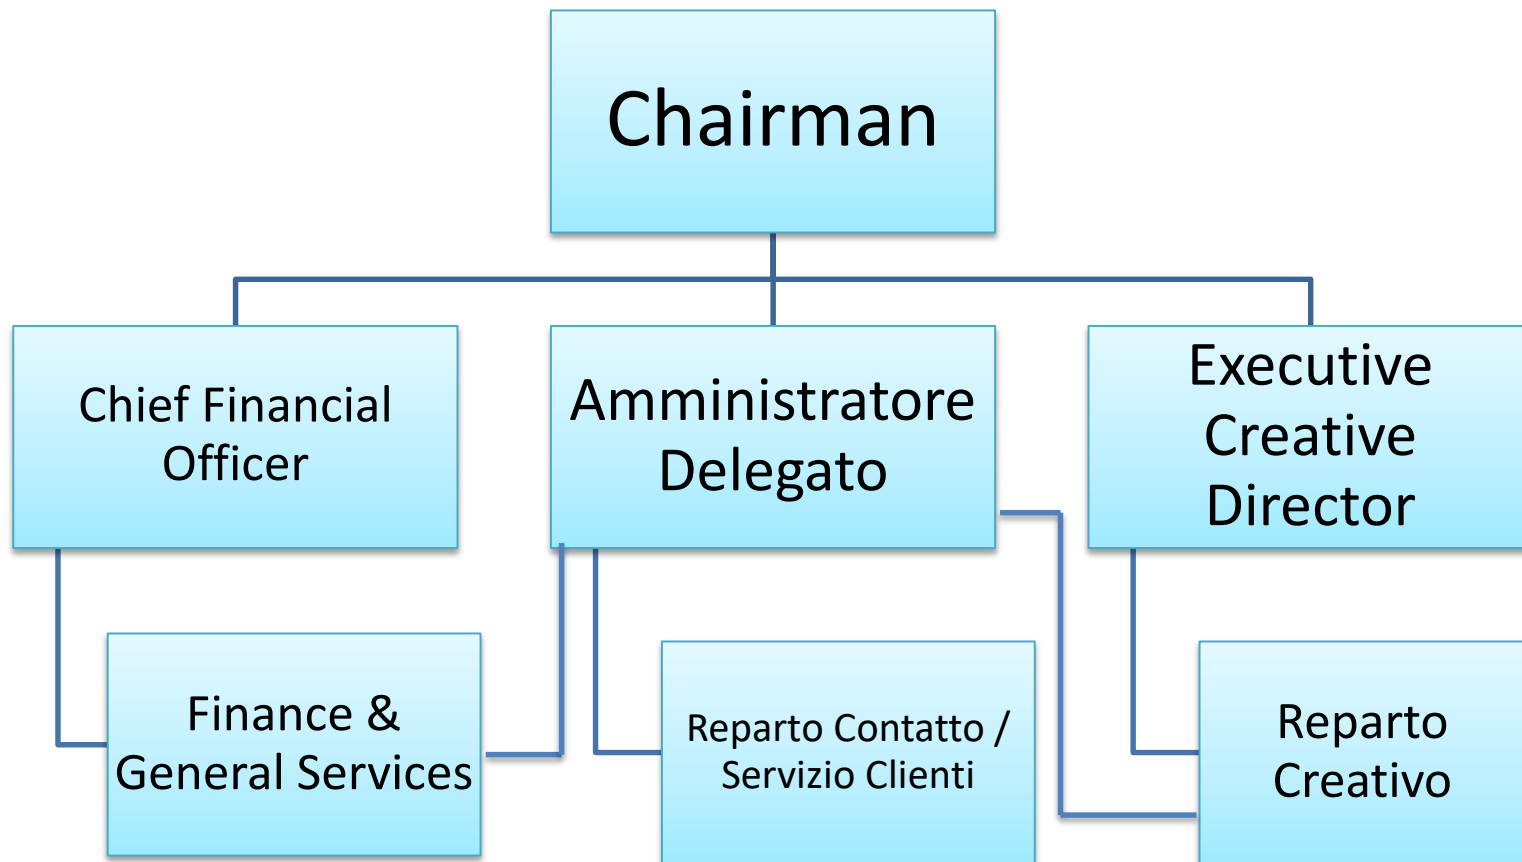 Chairman
Chief Financial
Officer
Amministratore
Delegato
Executive
Creative
Director
Finance &
General Services
Reparto Contatto /
Servizio Clienti
Reparto
Creativo